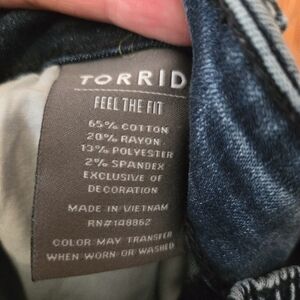 TORRID
FEEL THE FIT
65% COTTON
20% RAYON
13% POLYESTER
2% SPANDEX
EXCLUSIVE OF
DECORATION
MADE IN VIETNAM
RN#148862
COLOR MAY TRANSFER
WHEN WORN OR WASHED